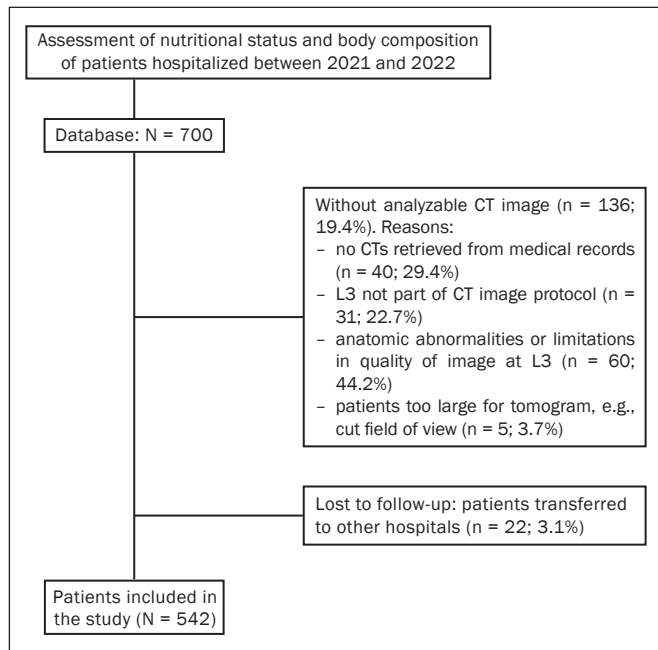 Assessment of nutritional status and body composition
of patients hospitalized between 2021 and 2022
Database: N = 700
Without analyzable CT image (n = 136;
19.4%). Reasons:
– no CTs retrieved from medical records
(n = 40; 29.4%)
– L3 not part of CT image protocol (n =
31; 22.7%)
– anatomic abnormalities or limitations
in quality of image at L3 (n = 60;
44.2%)
– patients too large for tomogram, e.g.,
cut field of view (n = 5; 3.7%)
Lost to follow-up: patients transferred
to other hospitals (n = 22; 3.1%)
Patients included in
the study (N = 542)